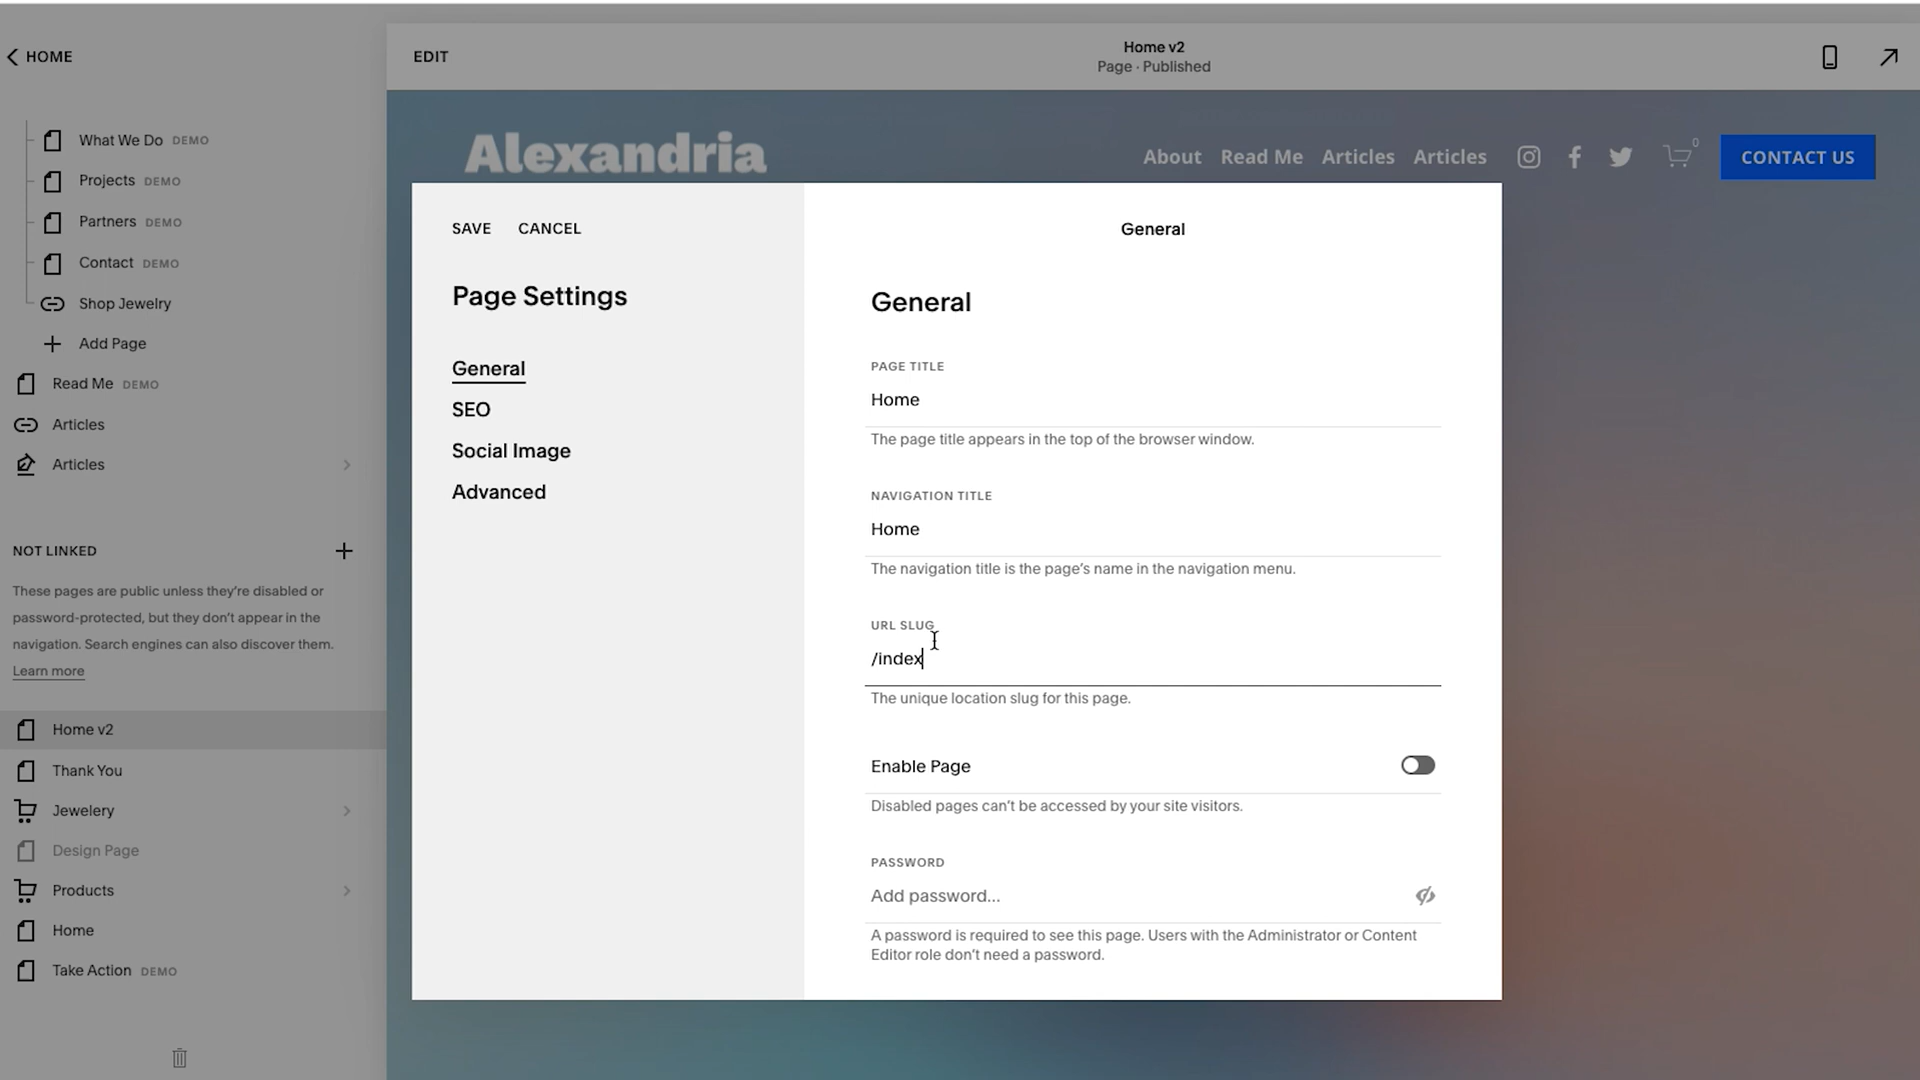 HOME
What We Do DEMO
Projects DEMO
Partners DEMO
Contact DEMO
Shop Jewelry
Add Page
Read Me DEMO
Articles
Articles
NOT LINKED
These pages are public unless they’re disabled or
password-protected, but they don’t appear in the
navigation. Search engines can also discover them.
Learn more
Home v2
Thank You
Jewelery
Design Page
Products
Home
Take Action DEMO
EDIT
Home v2
Page · Published
Alexandria
About Read Me Articles Articles 0 CONTACT US
SAVE CANCEL
Page Settings
General
SEO
Social Image
Advanced
General
General
PAGE TITLE
Home
The page title appears in the top of the browser window.
NAVIGATION TITLE
Home
The navigation title is the page’s name in the navigation menu.
URL SLUG
/index
The unique location slug for this page.
Enable Page
Disabled pages can’t be accessed by your site visitors.
PASSWORD
Add password...
A password is required to see this page. Users with the Administrator or Content
Editor role don’t need a password.